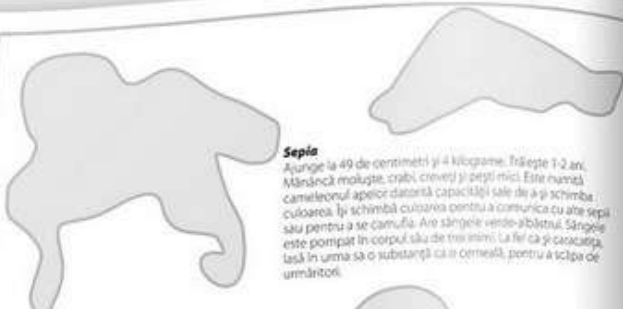 Sepia
Ajunge la 49 de centimetri și 4 kilograme. Trăiește 1-2 ani.
Mănâncă moluște, crabi, creveți și pești mici. Este numită
cameleonul apelor datorită capacității sale de a-și schimba
culoarea. Își schimbă culoarea pentru a comunica cu alte sepii
sau pentru a se camufla. Are sângele verde-albăstrui. Sângele
este pompat în corpul său de trei inimi. La fel ca și caracatița,
lasă în urma sa o substanță ca o cerneală, pentru a scăpa de
urmăritori.